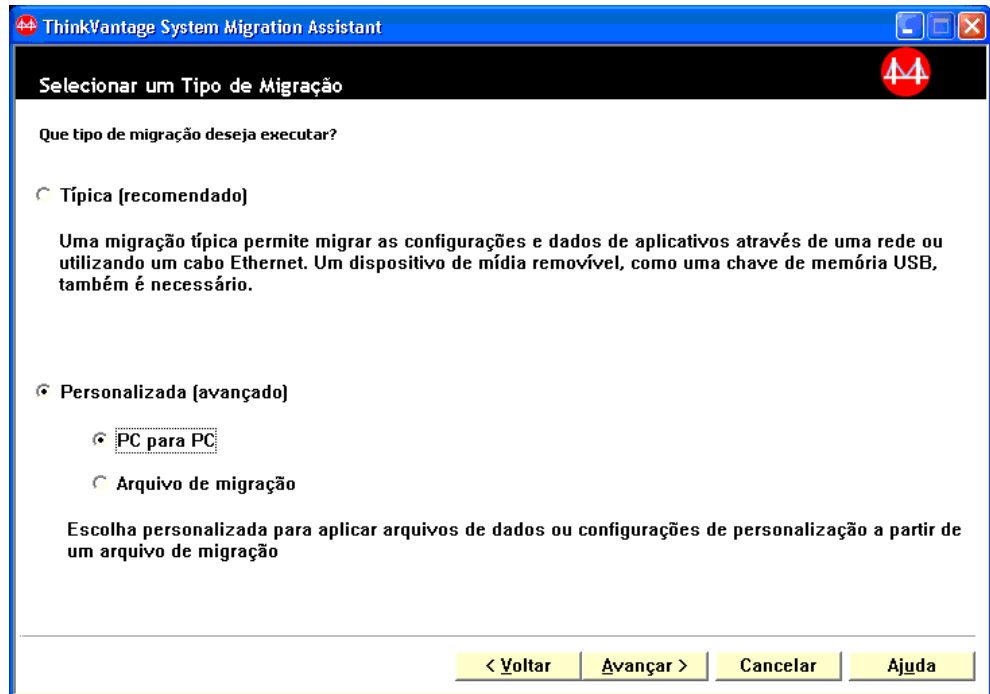 ThinkVantage System Migration Assistant
Selecionar um Tipo de Migração
Que tipo de migração deseja executar?
Típica (recomendado)
Uma migração típica permite migrar as configurações e dados de aplicativos através de uma rede ou
utilizando um cabo Ethernet. Um dispositivo de mídia removível, como uma chave de memória USB,
também é necessário.
Personalizada (avançado)
PC para PC
Arquivo de migração
Escolha personalizada para aplicar arquivos de dados ou configurações de personalização a partir de
um arquivo de migração
< Voltar
Avançar >
Cancelar
Ajuda